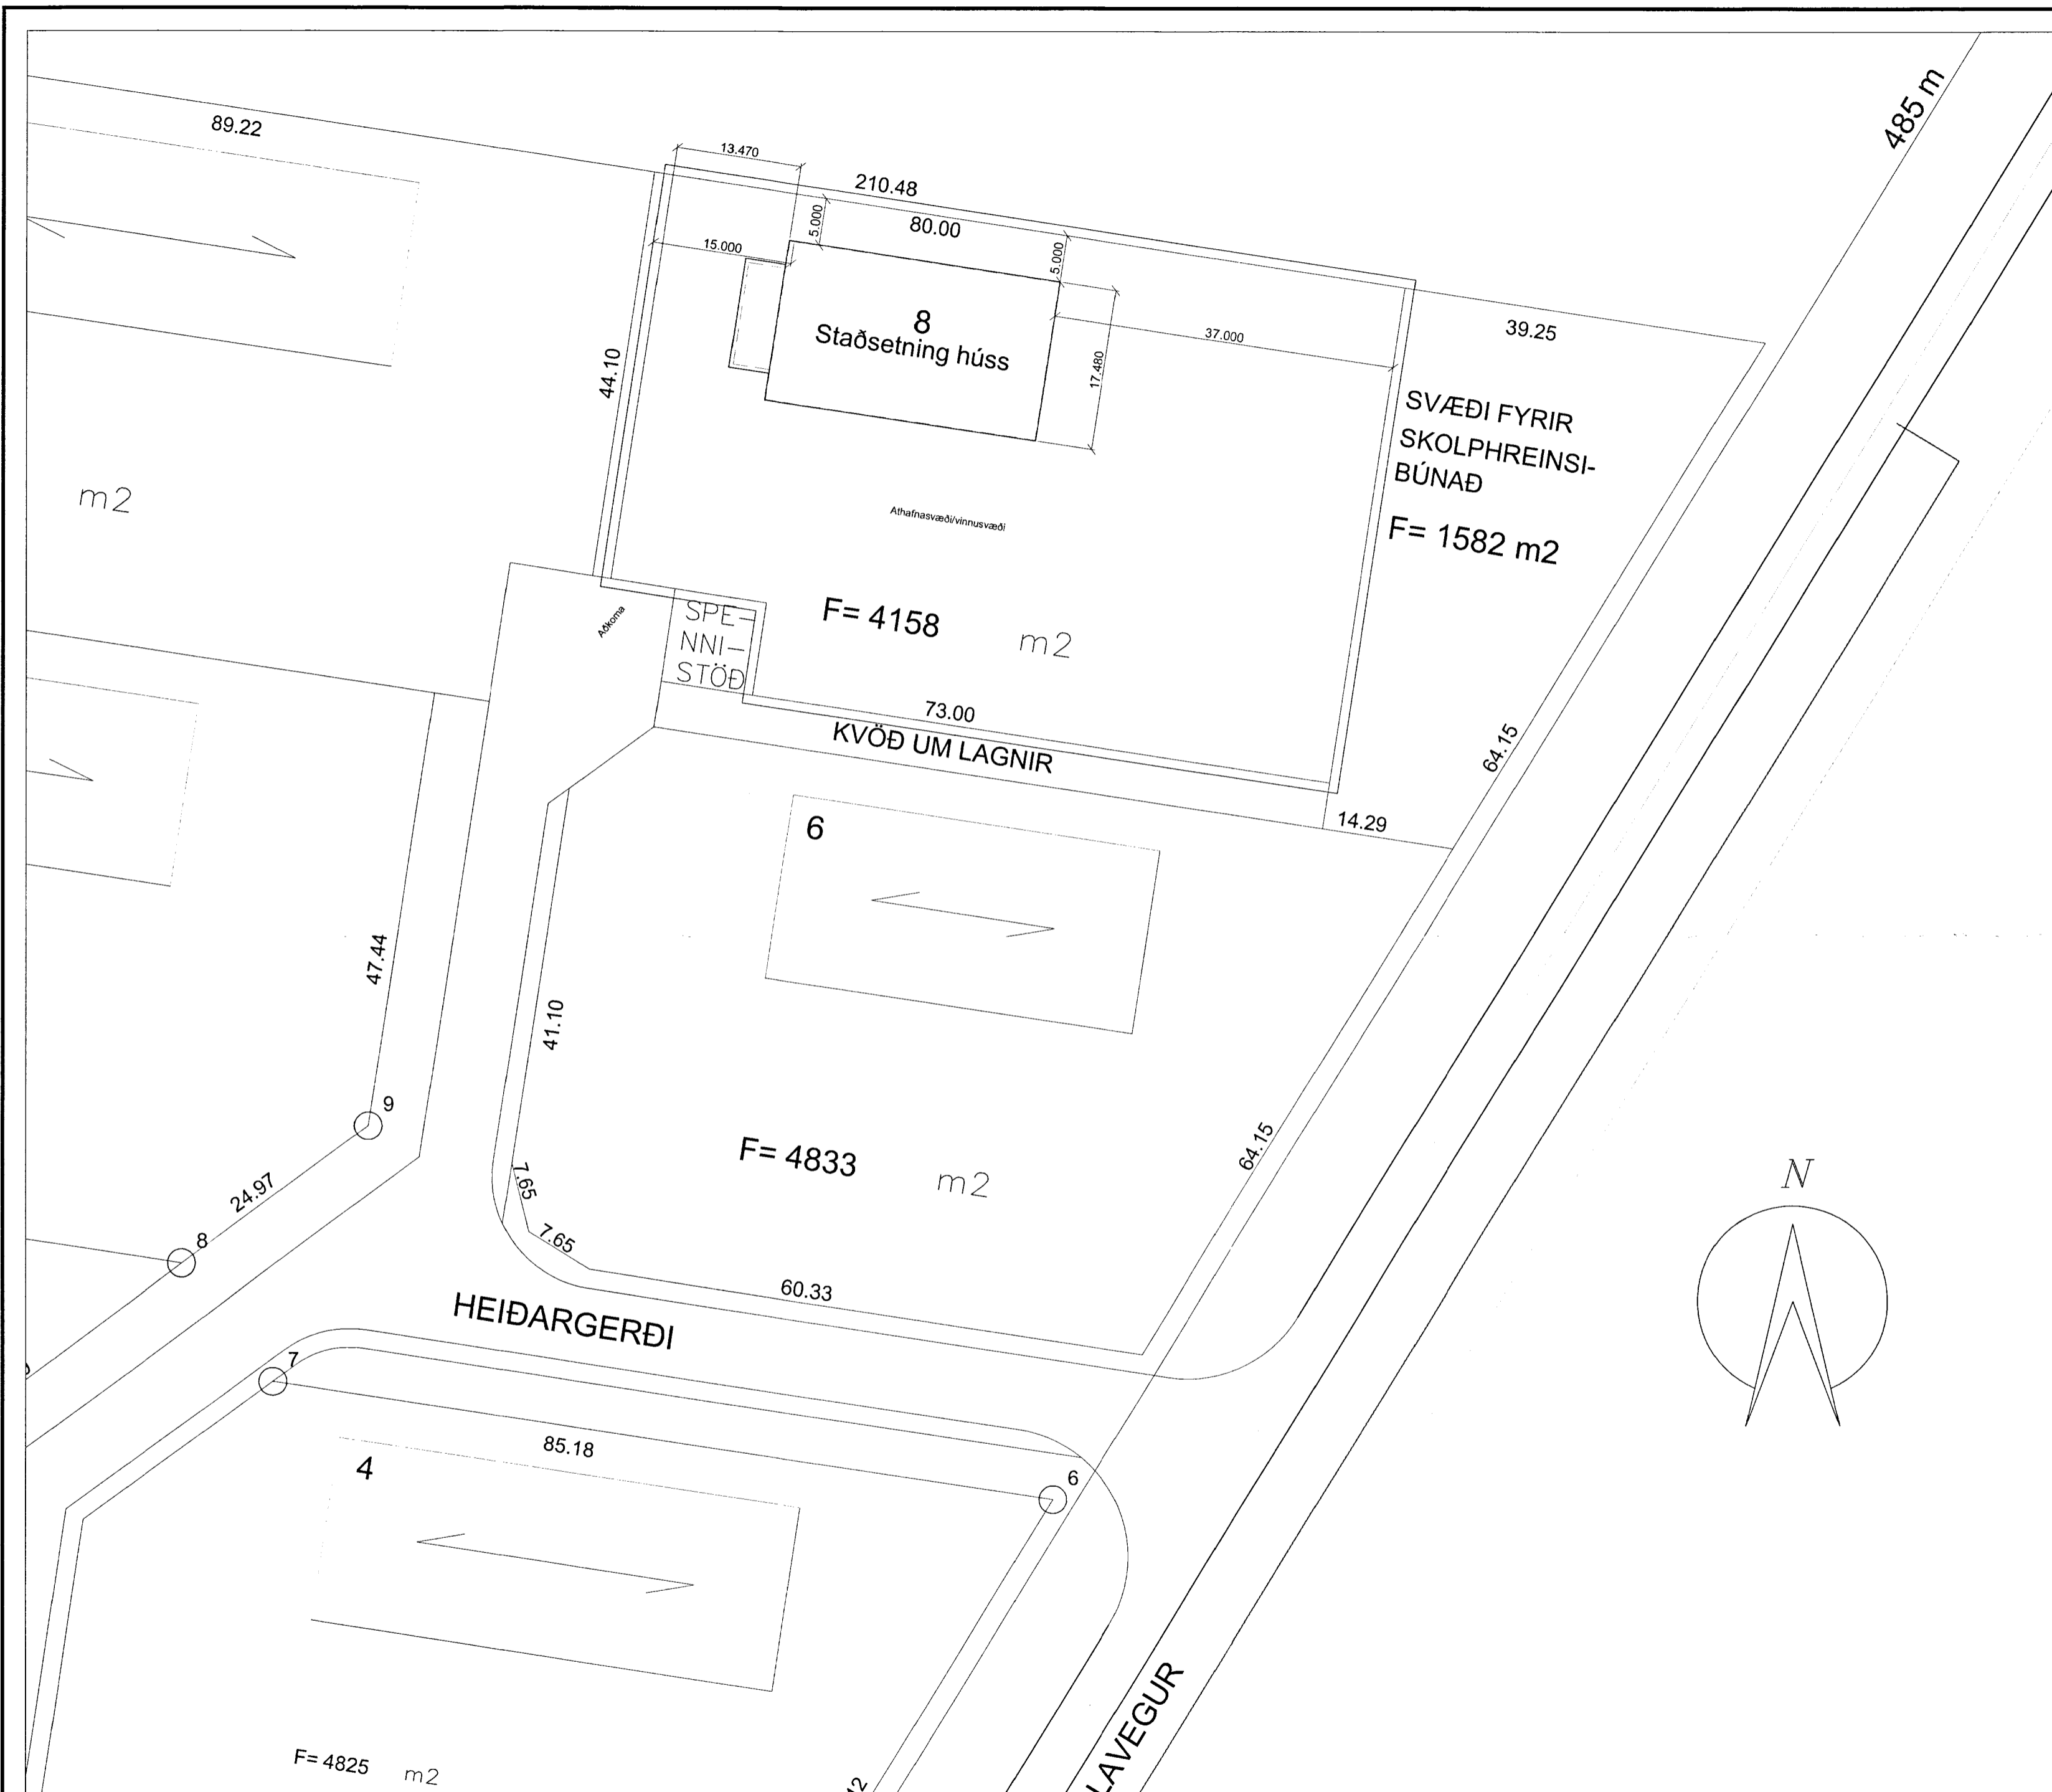 485 m
89.22
13.470
210.48
5.000
80.00
15.000
5.000
8
Staðsetning húss
37.000
39.25
17.480
44.10
SVÆÐI FYRIR
SKOLPHREINSI-
BÚNAÐ
m2
Athafnasvæði/vinnusvæði
F= 1582 m2
Aðkoma
SPE-
NNI-
STÖÐ
F= 4158 m2
73.00
KVÖÐ UM LAGNIR
64.15
14.29
6
47.44
41.10
9
F= 4833 m2
64.15
N
7.65
24.97
7.65
8
60.33
HEIÐARGERÐI
7
85.18
4
6
LAVEGUR
F= 4825 m2
12